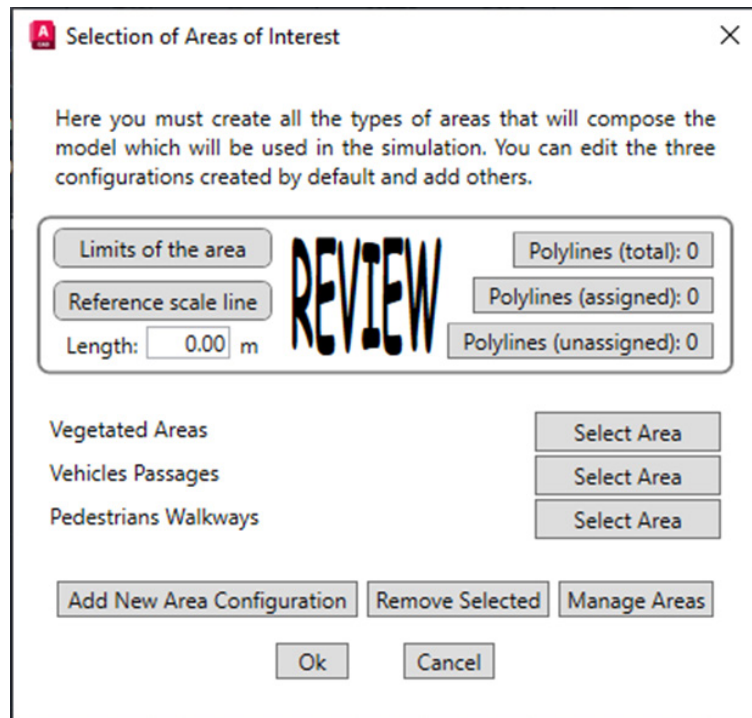 A
CAD
Selection of Areas of Interest
Here you must create all the types of areas that will compose the
model which will be used in the simulation. You can edit the three
configurations created by default and add others.
Limits of the area
Reference scale line
Length: 0.00 m
REVIEW
Polylines (total): 0
Polylines (assigned): 0
Polylines (unassigned): 0
Vegetated Areas Select Area
Vehicles Passages Select Area
Pedestrians Walkways Select Area
Add New Area Configuration Remove Selected Manage Areas
Ok Cancel